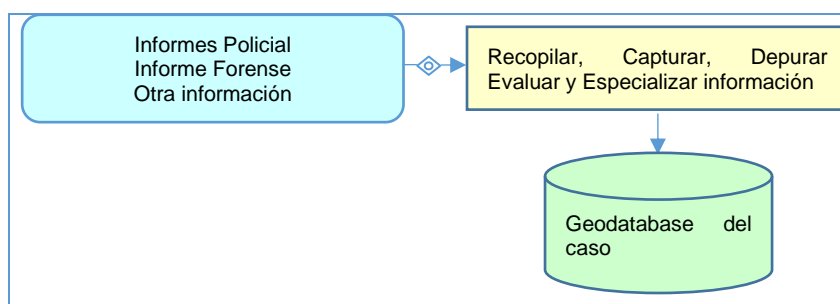 Informes Policial
Informe Forense
Otra información
Recopilar, Capturar, Depurar
Evaluar y Especializar información
Geodatabase del
caso